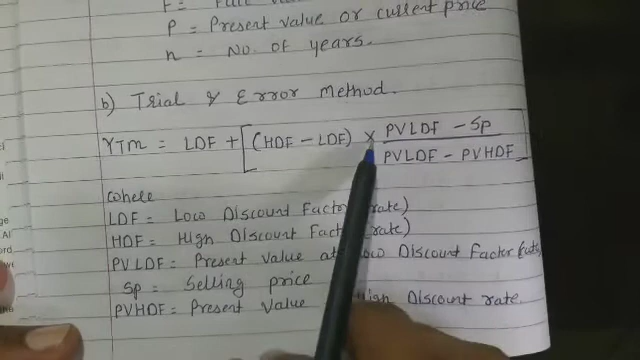 F =
P = Present value or current price
n = No. of years.
b) Trial & Error Method.
YTM = LDF + [(HDF - LDF) x PVLDF - SP / PVLDF - PVHDF]
where
LDF = Low Discount Factor rate)
HDF = High Discount Factor rate)
PVLDF = Present Value at Low Discount Factor
SP = Selling price
PVHDF = Present Value High Discount rate.